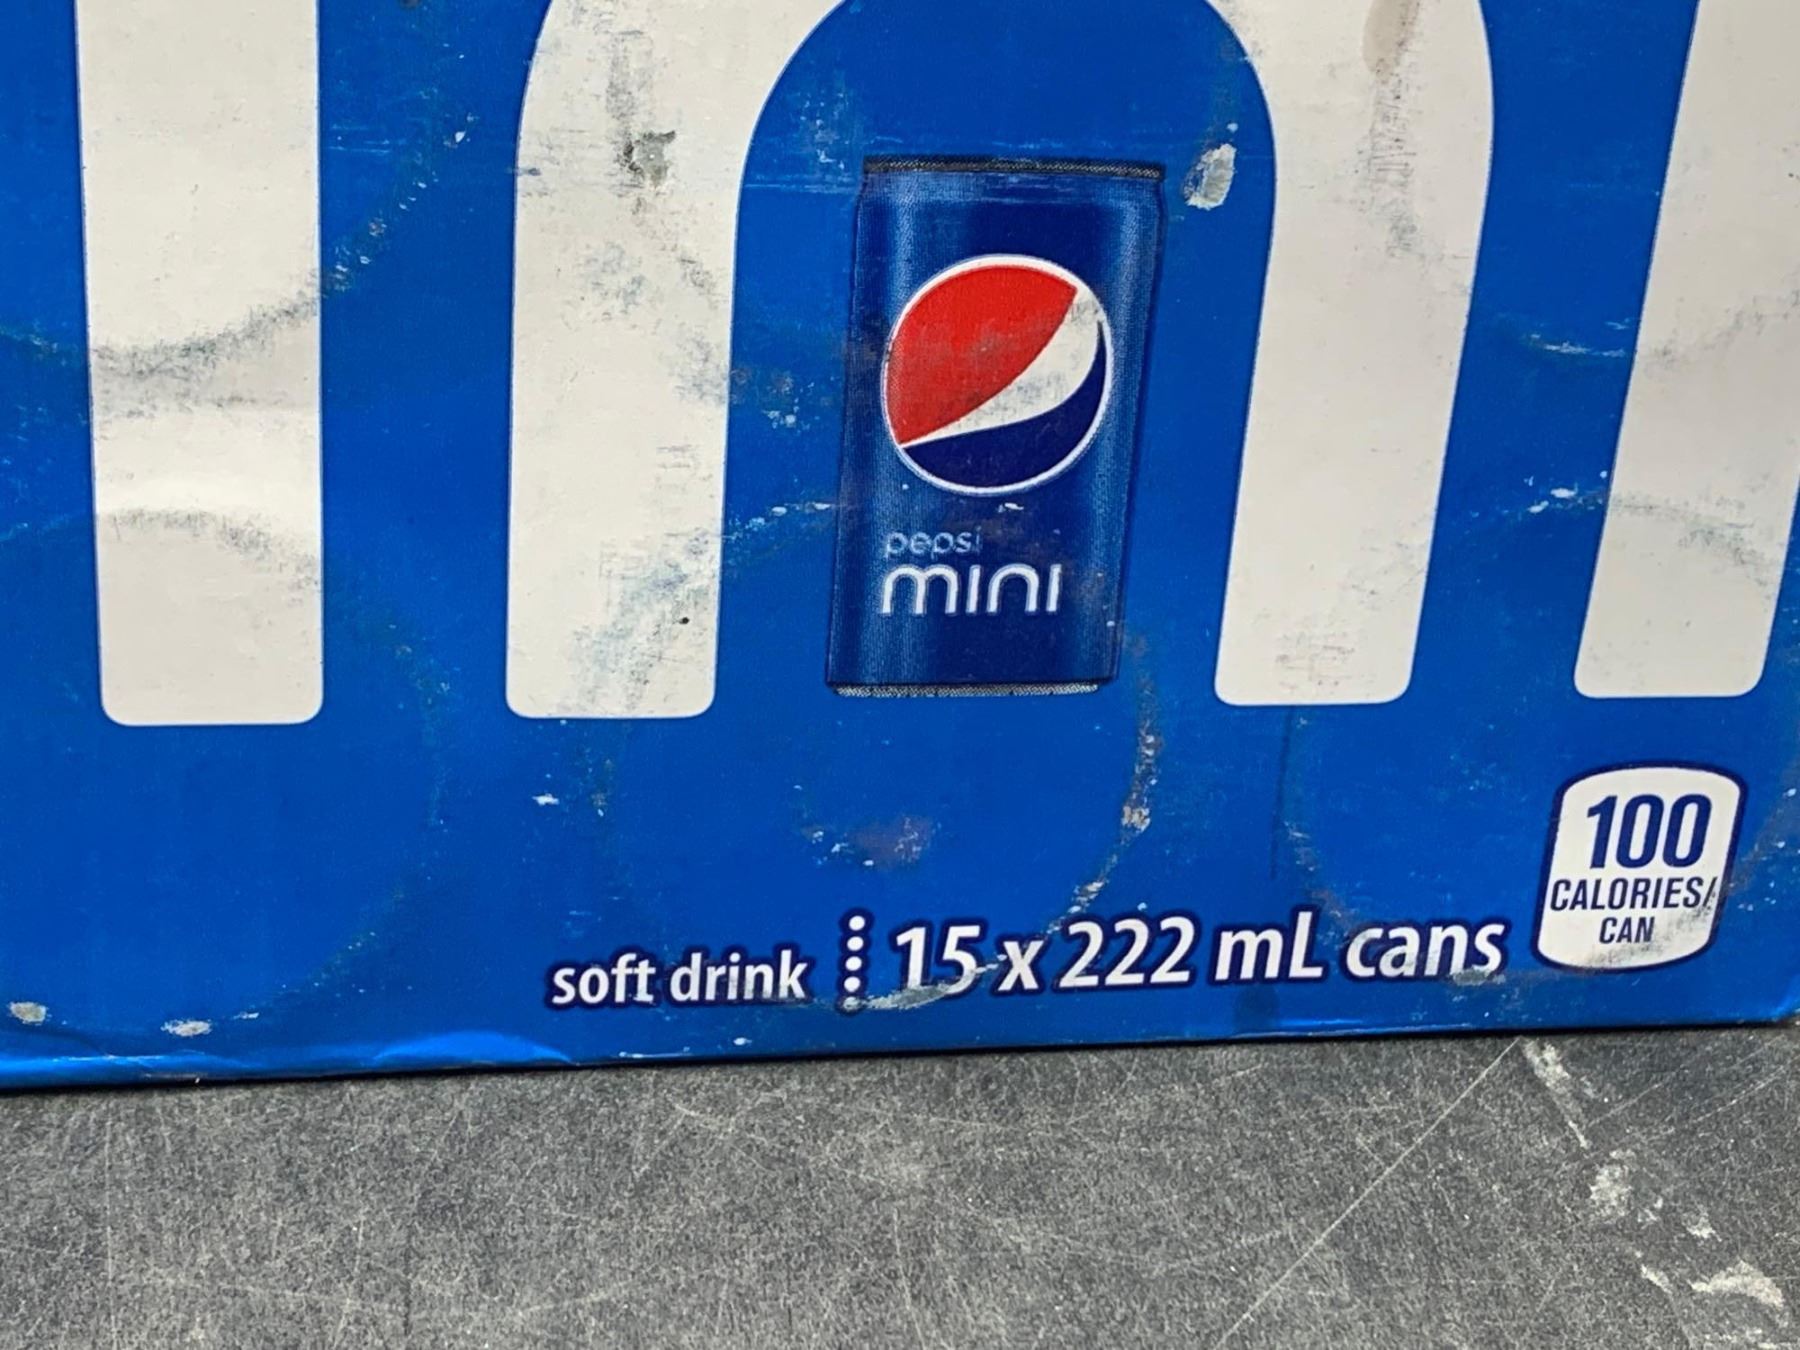 pepsi
mini
100
CALORIES/
CAN
soft drink 15 x 222 mL cans